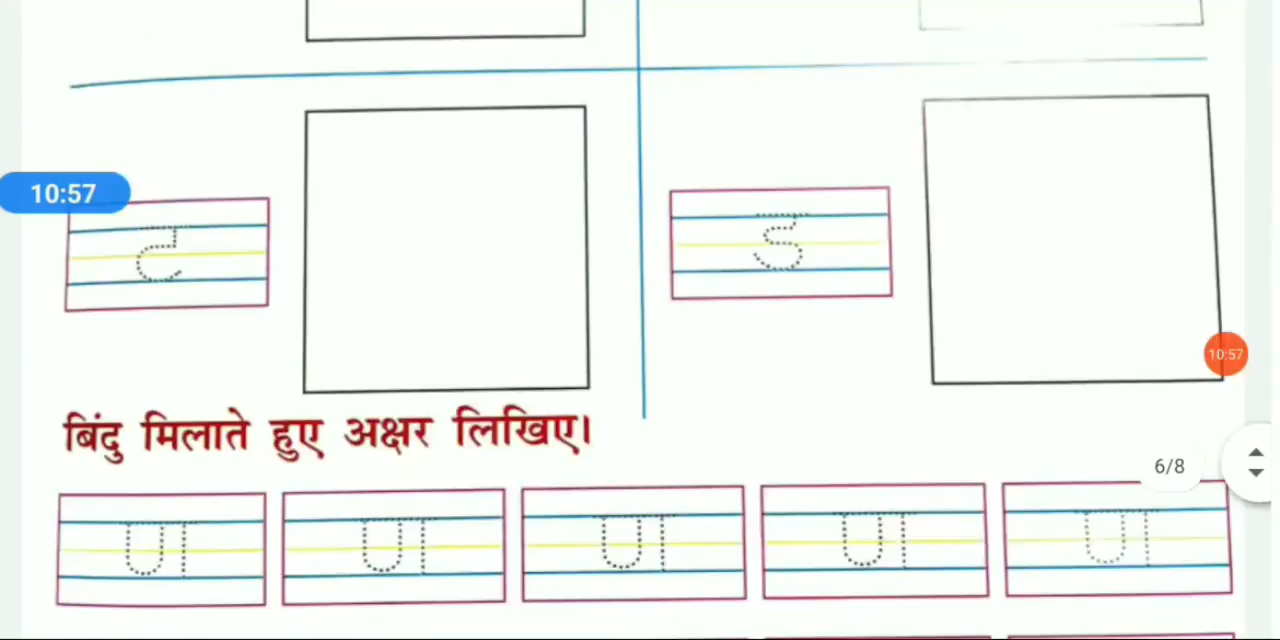 10:57
ट
ड
10:57
बिंदु मिलाते हुए अक्षर लिखिए।
6/8
ण ण ण ण ण